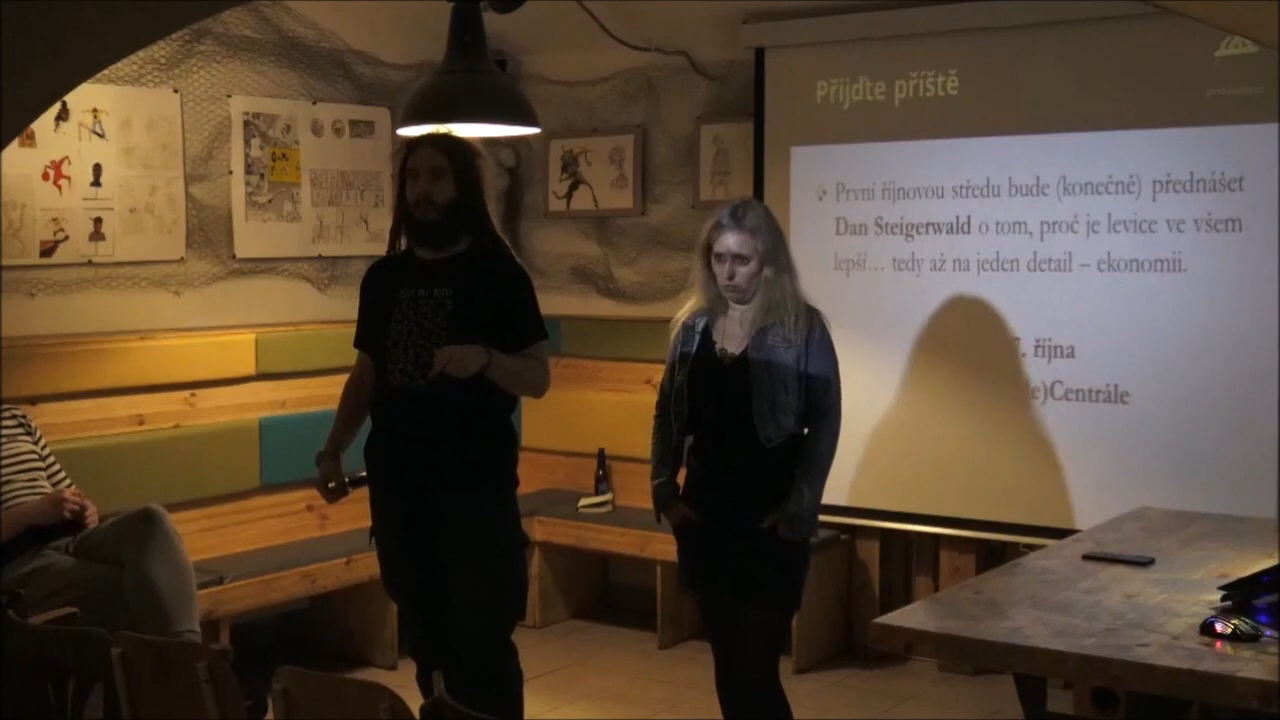 Přijďte příště
První říjnovou středu bude (konečně) přednášet
Dan Steigerwald o tom, proč je levice ve všem
lepší… tedy až na jeden detail – ekonomii.
7. října
e)Centrále